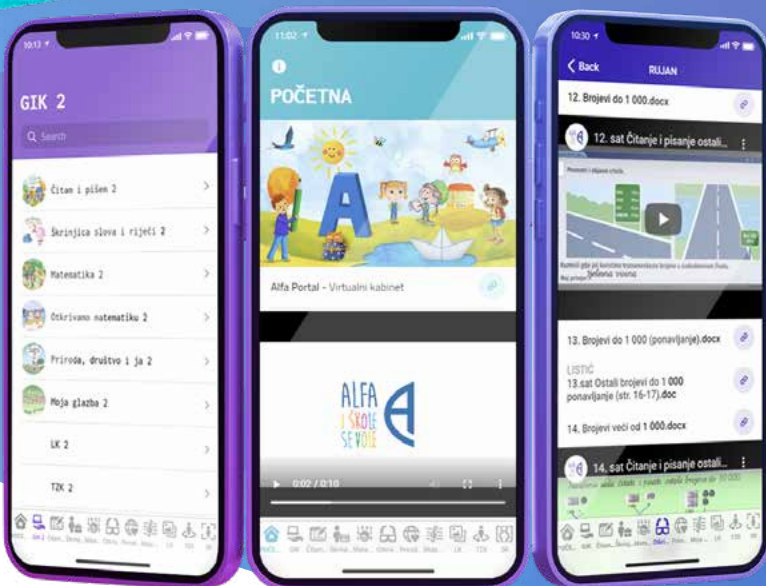 10:13
GIK 2
Search
Čitam i pišem 2
Škrinjica slova i riječi 2
Matematika 2
Otkrivamo matematiku 2
Priroda, društvo i ja 2
Moja glazba 2
LK 2
TZK 2
11:02
POČETNA
A
Alfa Portal - Virtualni kabinet
ALFA
I ŠKOLE
SE VOLE
0:02 / 0:10
10:30
Back
RUJAN
12. Brojevi do 1 000.docx
12. sat Čitanje i pisanje ostali...
13. Brojevi do 1 000 (ponavljanje).docx
LISTIĆ
13.sat Ostali brojevi do 1 000
ponavljanje (str. 16-17).doc
14. Brojevi veći od 1 000.docx
14. sat Čitanje i pisanje ostali...